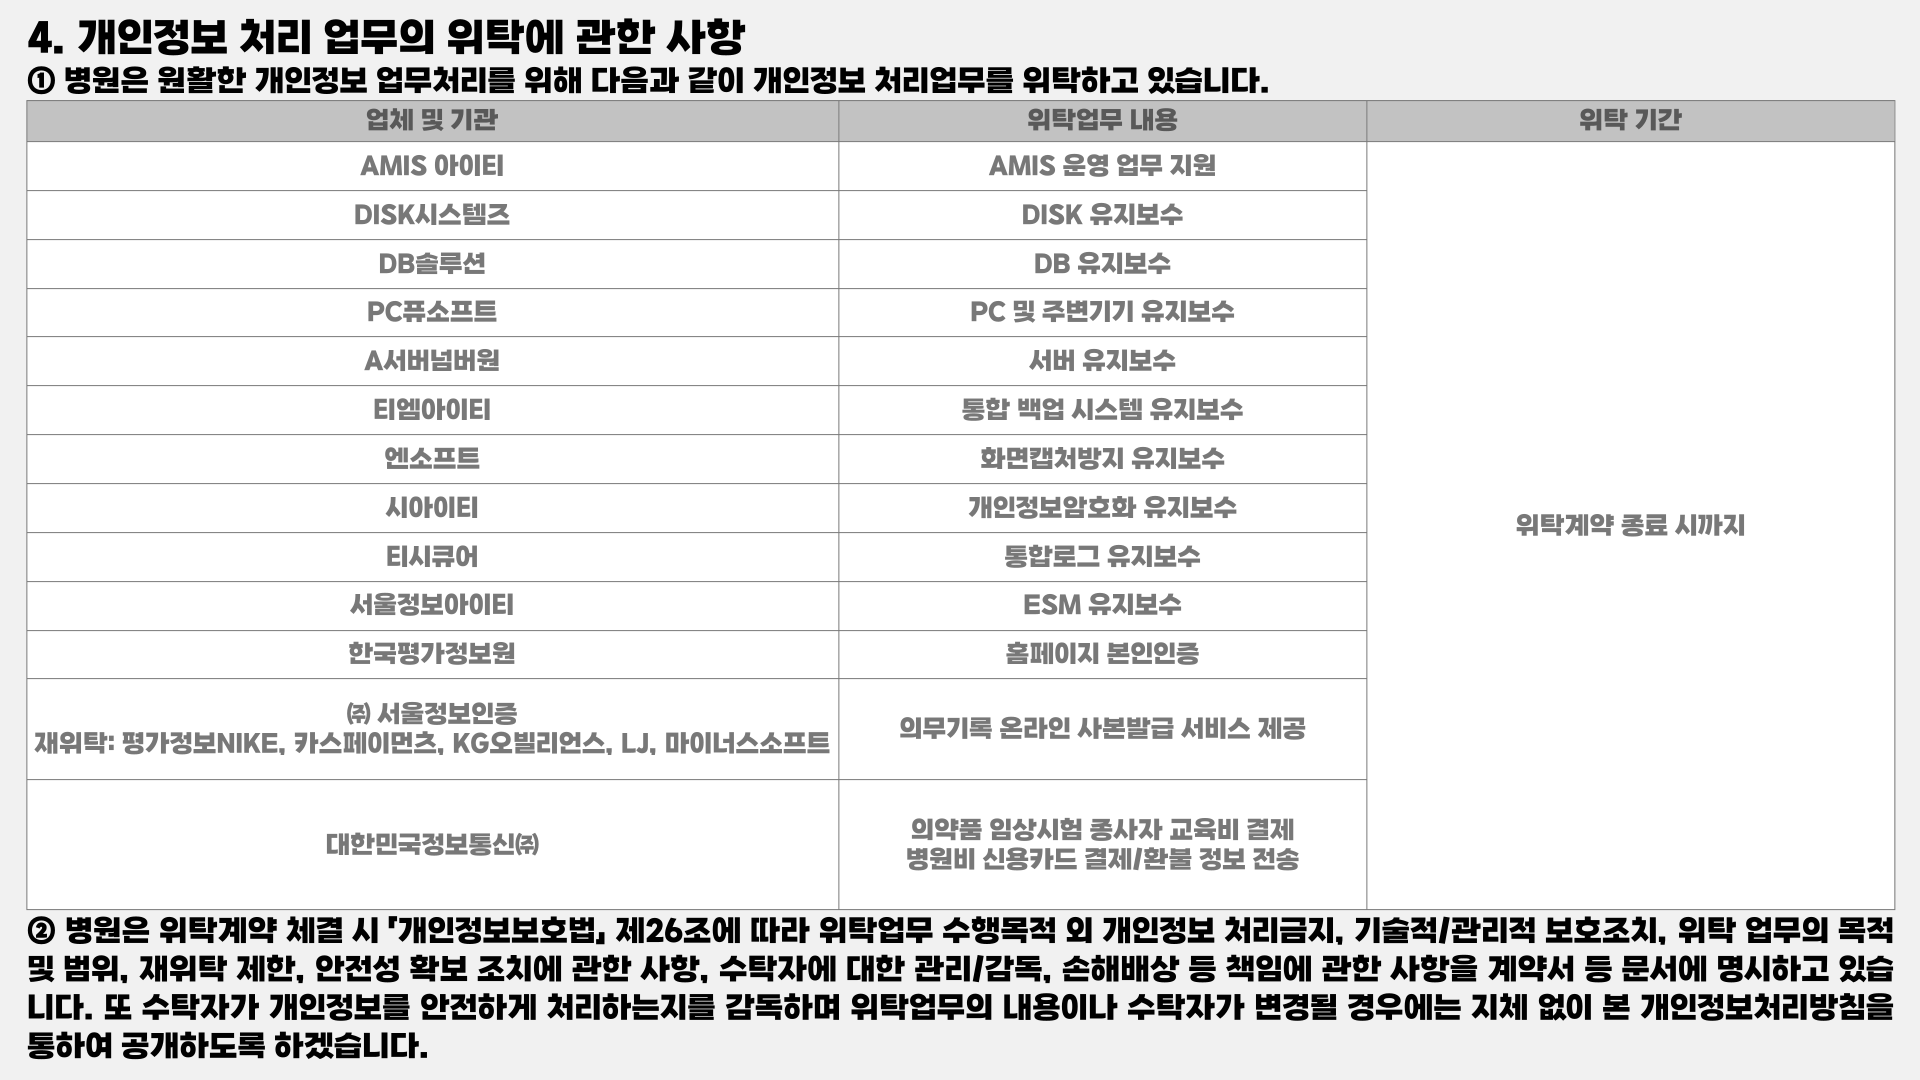 4. 개인정보 처리 업무의 위탁에 관한 사항
① 병원은 원활한 개인정보 업무처리를 위해 다음과 같이 개인정보 처리업무를 위탁하고 있습니다.
업체 및 기관 위탁업무 내용 위탁 기간
AMIS 아이티 AMIS 운영 업무 지원
DISK시스템즈 DISK 유지보수
DB솔루션 DB 유지보수
PC퓨소프트 PC 및 주변기기 유지보수
A서버넘버원 서버 유지보수
티엠아이티 통합 백업 시스템 유지보수
엔소프트 화면캡처방지 유지보수
시아이티 개인정보암호화 유지보수
위탁계약 종료 시까지
티시큐어 통합로그 유지보수
서울정보아이티 ESM 유지보수
한국평가정보원 홈페이지 본인인증
㈜ 서울정보인증
재위탁: 평가정보NIKE, 카스페이먼츠, KG오빌리언스, LJ, 마이너스소프트
의무기록 온라인 사본발급 서비스 제공
대한민국정보통신㈜
의약품 임상시험 종사자 교육비 결제
병원비 신용카드 결제/환불 정보 전송
② 병원은 위탁계약 체결 시 「개인정보보호법」 제26조에 따라 위탁업무 수행목적 외 개인정보 처리금지, 기술적/관리적 보호조치, 위탁 업무의 목적
및 범위, 재위탁 제한, 안전성 확보 조치에 관한 사항, 수탁자에 대한 관리/감독, 손해배상 등 책임에 관한 사항을 계약서 등 문서에 명시하고 있습
니다. 또 수탁자가 개인정보를 안전하게 처리하는지를 감독하며 위탁업무의 내용이나 수탁자가 변경될 경우에는 지체 없이 본 개인정보처리방침을
통하여 공개하도록 하겠습니다.